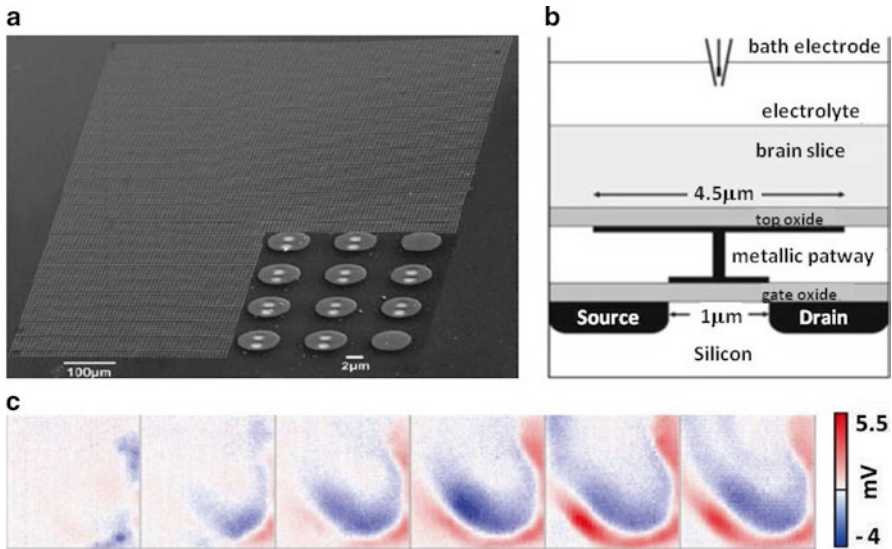 a
100µm
2µm
b
bath electrode
electrolyte
brain slice
4.5µm
top oxide
metallic patway
gate oxide
Source
1µm
Drain
Silicon
c
5.5
mV
- 4